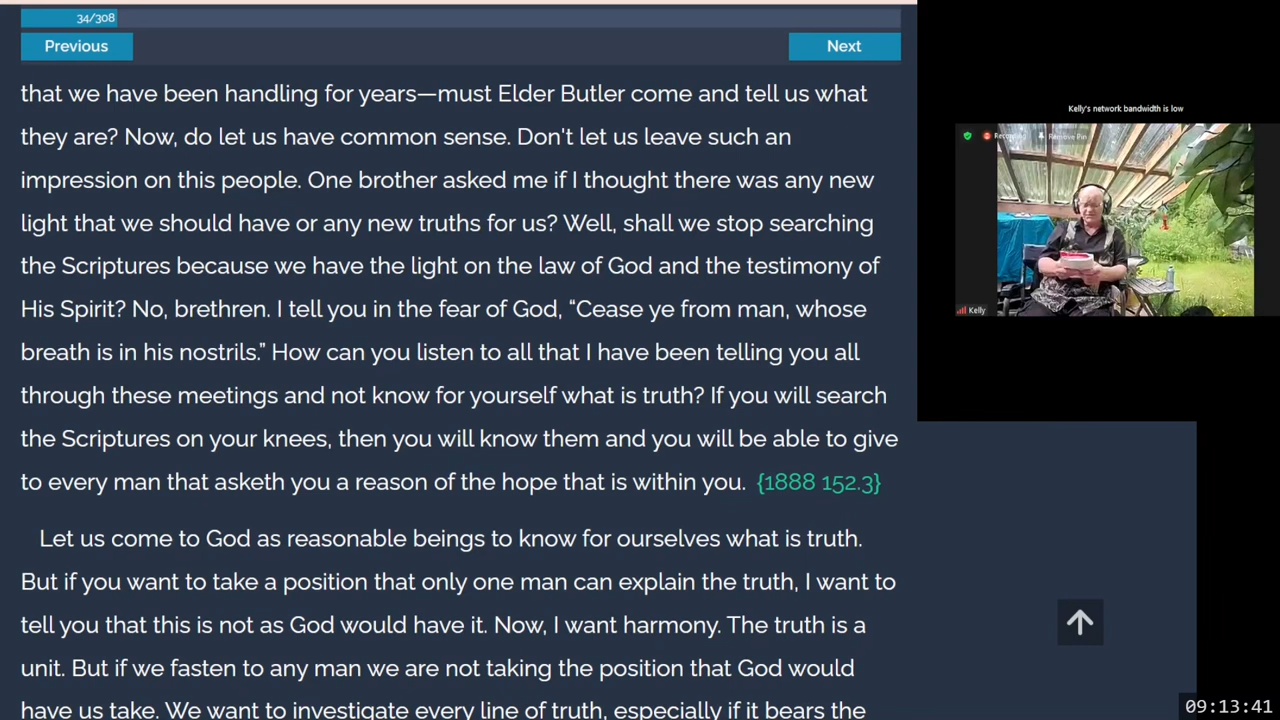 34/308
Previous
Next
that we have been handling for years—must Elder Butler come and tell us what
they are? Now, do let us have common sense. Don't let us leave such an
impression on this people. One brother asked me if I thought there was any new
light that we should have or any new truths for us? Well, shall we stop searching
the Scriptures because we have the light on the law of God and the testimony of
His Spirit? No, brethren. I tell you in the fear of God, “Cease ye from man, whose
breath is in his nostrils.” How can you listen to all that I have been telling you all
through these meetings and not know for yourself what is truth? If you will search
the Scriptures on your knees, then you will know them and you will be able to give
to every man that asketh you a reason of the hope that is within you. {1888 152.3}
Let us come to God as reasonable beings to know for ourselves what is truth.
But if you want to take a position that only one man can explain the truth, I want to
tell you that this is not as God would have it. Now, I want harmony. The truth is a
unit. But if we fasten to any man we are not taking the position that God would
have us take. We want to investigate every line of truth, especially if it bears the
Kelly's network bandwidth is low
Recording
Remove Pin
Kelly
09:13:41